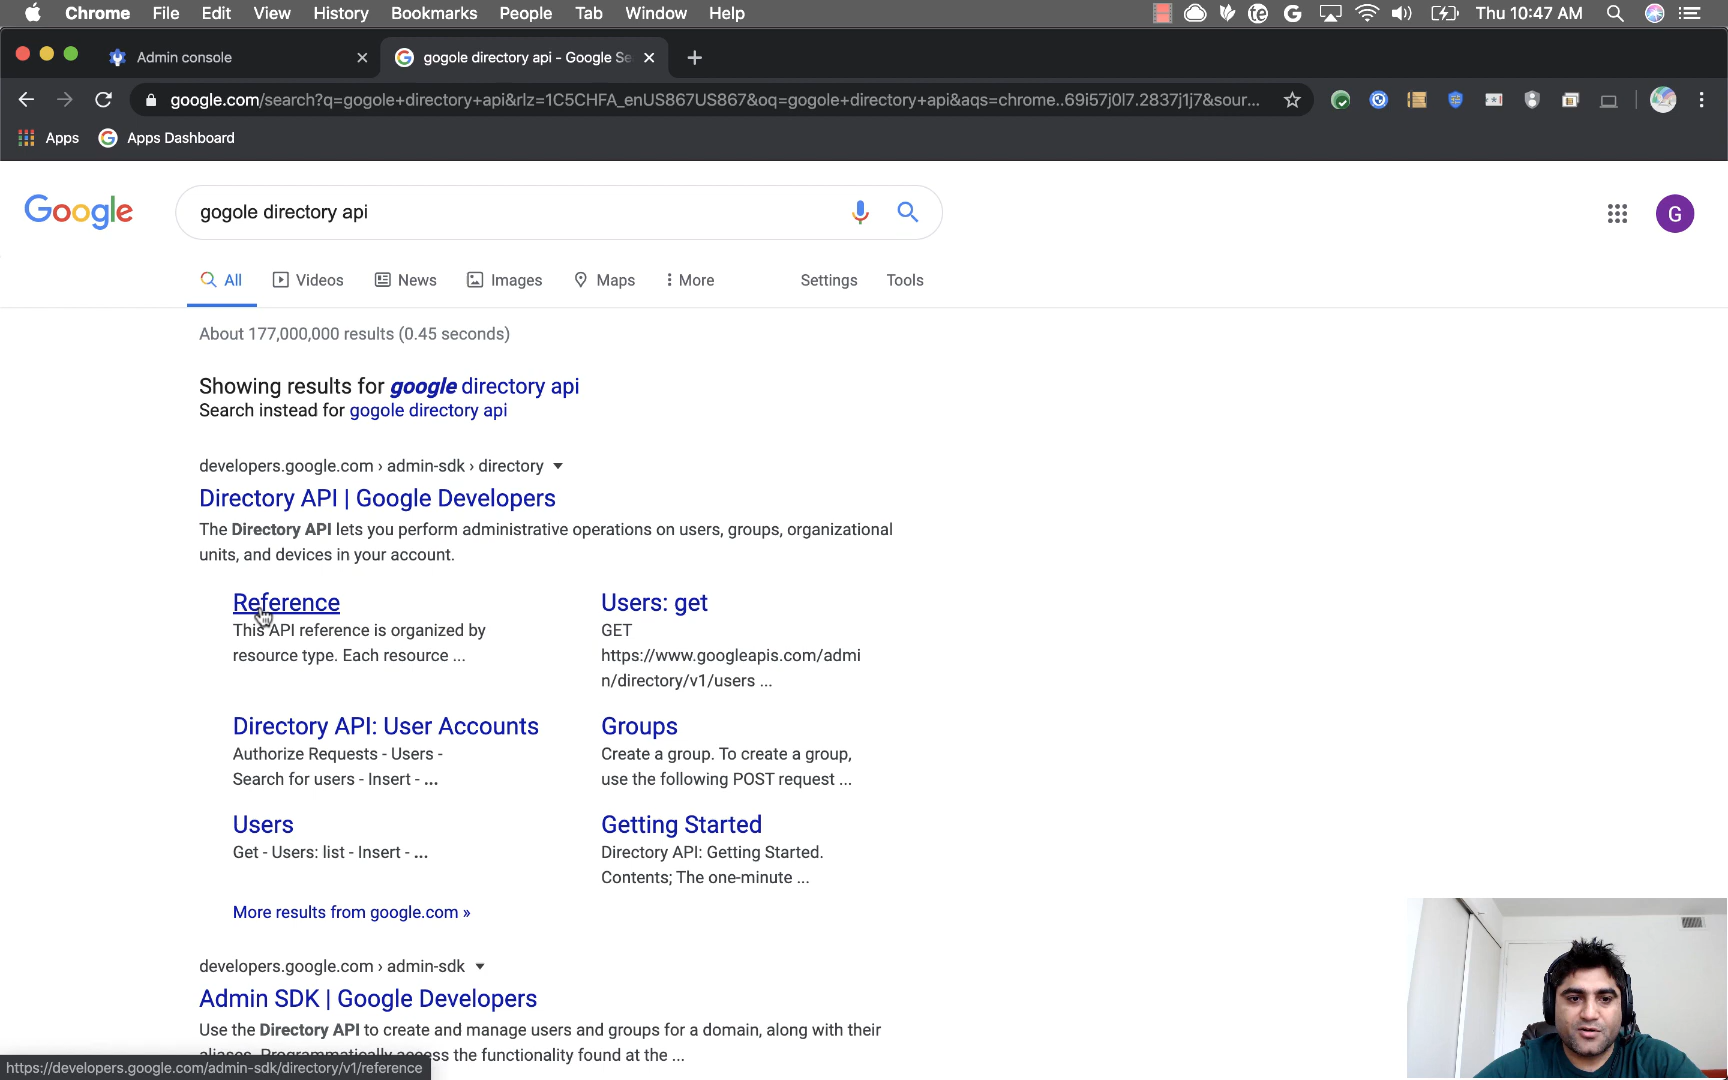 Chrome File Edit View History Bookmarks People Tab Window Help
te G Thu 10:47 AM
Admin console
gogole directory api - Google Se
google.com/search?q=gogole+directory+api&rlz=1C5CHFA_enUS867US867&oq=gogole+directory+api&aqs=chrome..69i57j0l7.2837j1j7&sour...
Apps Apps Dashboard
Google
gogole directory api
G
All Videos News Images Maps More Settings Tools
About 177,000,000 results (0.45 seconds)
Showing results for google directory api
Search instead for gogole directory api
developers.google.com › admin-sdk › directory
Directory API | Google Developers
The Directory API lets you perform administrative operations on users, groups, organizational
units, and devices in your account.
Reference
This API reference is organized by
resource type. Each resource ...
Users: get
GET
https://www.googleapis.com/admi
n/directory/v1/users ...
Directory API: User Accounts
Authorize Requests - Users -
Search for users - Insert - ...
Groups
Create a group. To create a group,
use the following POST request ...
Users
Get - Users: list - Insert - ...
Getting Started
Directory API: Getting Started.
Contents; The one-minute ...
More results from google.com »
developers.google.com › admin-sdk
Admin SDK | Google Developers
Use the Directory API to create and manage users and groups for a domain, along with their
aliases. Programmatically access the functionality found at the ...
https://developers.google.com/admin-sdk/directory/v1/reference